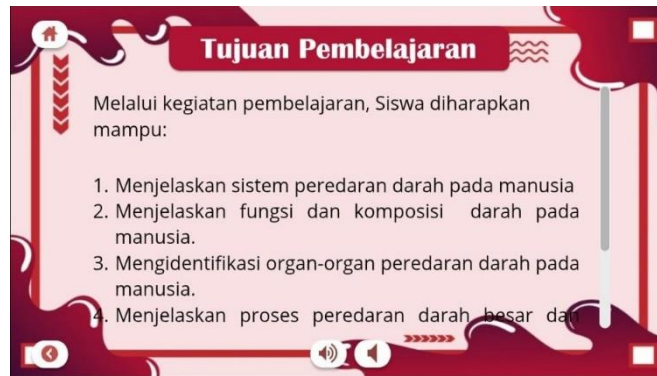 Tujuan Pembelajaran
Melalui kegiatan pembelajaran, Siswa diharapkan
mampu:
1. Menjelaskan sistem peredaran darah pada manusia
2. Menjelaskan fungsi dan komposisi darah pada
manusia.
3. Mengidentifikasi organ-organ peredaran darah pada
manusia.
4. Menjelaskan proses peredaran darah besar dan